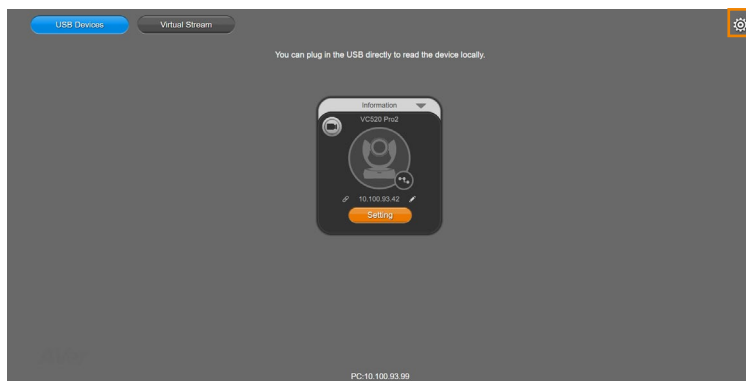 USB Devices
Virtual Stream
You can plug in the USB directly to read the device locally.
Information
VC520 Pro2
10.100.93.42
Setting
PC:10.100.93.99